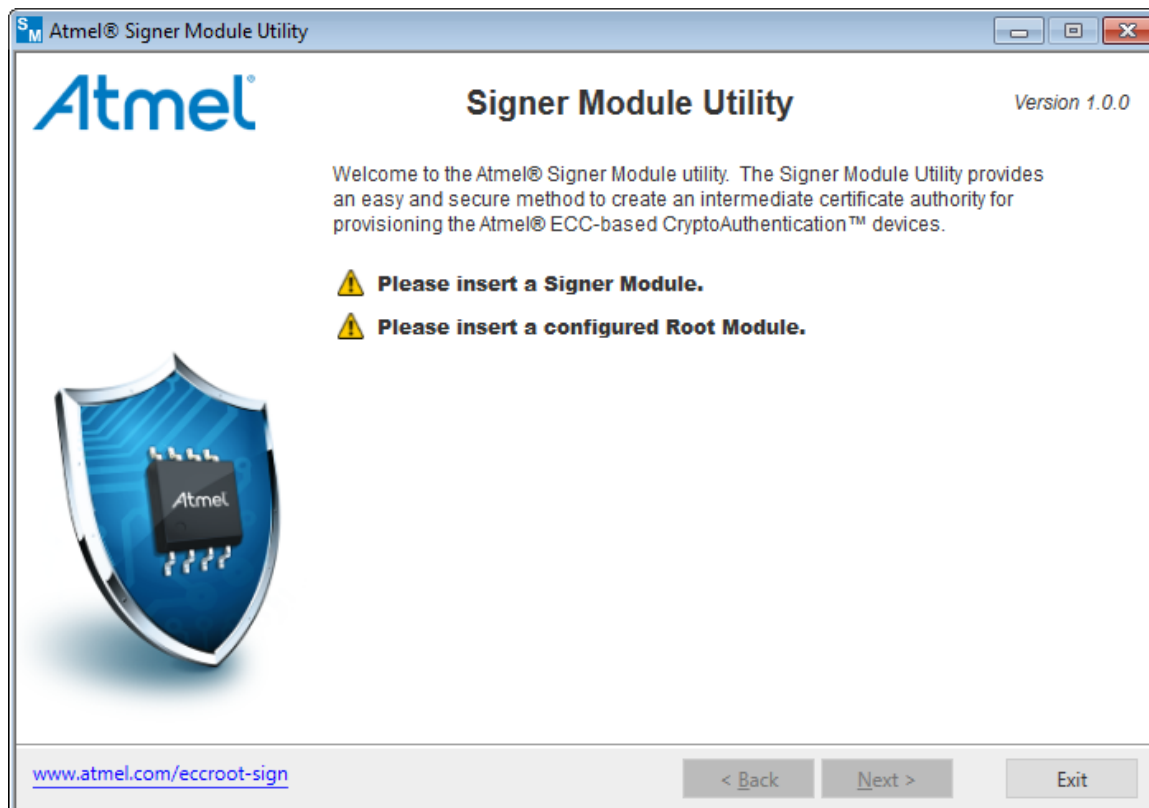 SM Atmel® Signer Module Utility
Atmel®
Signer Module Utility
Version 1.0.0
Welcome to the Atmel® Signer Module utility. The Signer Module Utility provides
an easy and secure method to create an intermediate certificate authority for
provisioning the Atmel® ECC-based CryptoAuthentication™ devices.
Please insert a Signer Module.
Please insert a configured Root Module.
Atmel
www.atmel.com/eccroot-sign
< Back
Next >
Exit